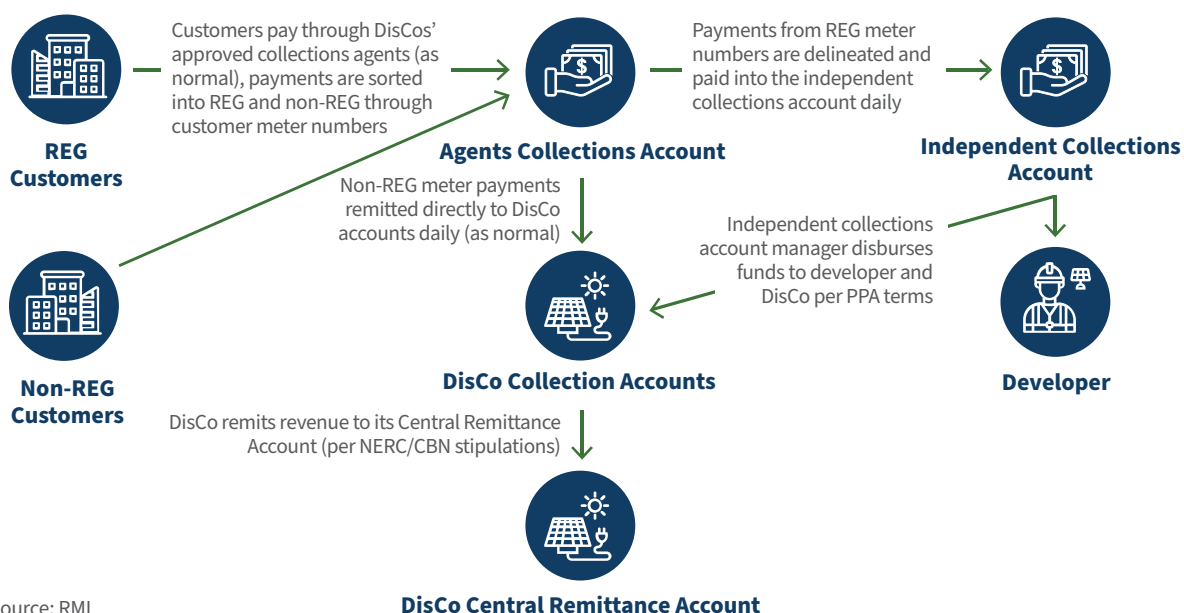 Customers pay through DisCos’
approved collections agents (as
normal), payments are sorted
into REG and non-REG through
customer meter numbers
Payments from REG meter
numbers are delineated and
paid into the independent
collections account daily
REG
Customers
Agents Collections Account
Independent Collections
Account
Non-REG meter payments
remitted directly to DisCo
accounts daily (as normal)
Independent collections
account manager disburses
funds to developer and
DisCo per PPA terms
Non-REG
Customers
DisCo Collection Accounts
Developer
DisCo remits revenue to its Central Remittance
Account (per NERC/CBN stipulations)
DisCo Central Remittance Account
ource: RMI